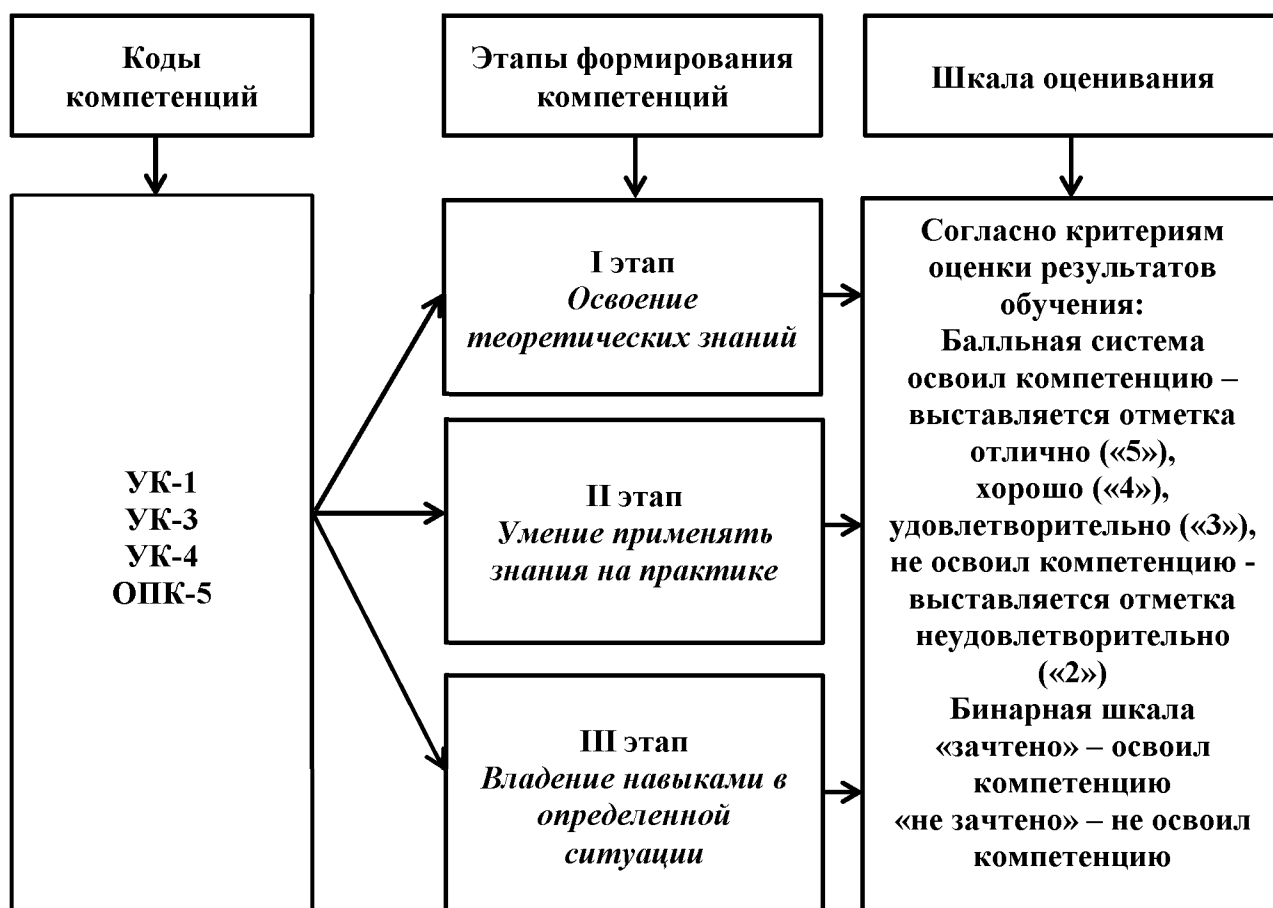 Коды
компетенций
Этапы формирования
компетенций
Шкала оценивания
УК-1
УК-3
УК-4
ОПК-5
I этап
Освоение
теоретических знаний
II этап
Умение применять
знания на практике
III этап
Владение навыками в
определенной
ситуации
Согласно критериям
оценки результатов
обучения:
Балльная система
освоил компетенцию –
выставляется отметка
отлично («5»),
хорошо («4»),
удовлетворительно («3»),
не освоил компетенцию -
выставляется отметка
неудовлетворительно
(«2»)
Бинарная шкала
«зачтено» – освоил
компетенцию
«не зачтено» – не освоил
компетенцию